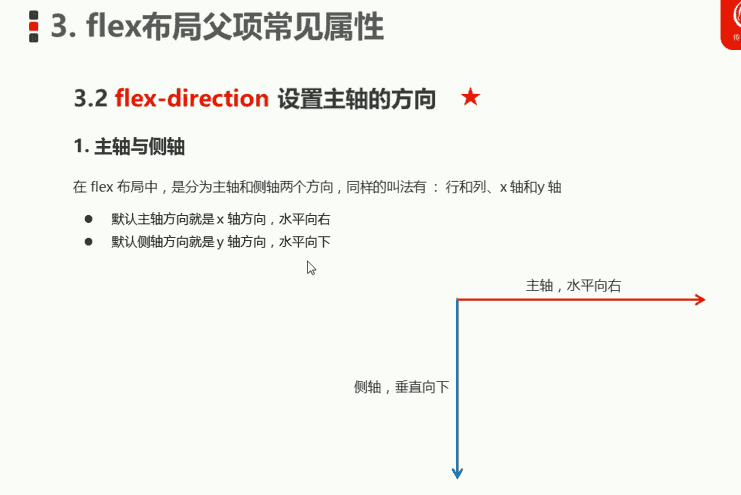 3. flex布局父项常见属性
3.2 flex-direction 设置主轴的方向 ★
1. 主轴与侧轴
在 flex 布局中，是分为主轴和侧轴两个方向，同样的叫法有 ： 行和列、x 轴和y 轴
● 默认主轴方向就是 x 轴方向，水平向右
● 默认侧轴方向就是 y 轴方向，水平向下
主轴，水平向右
侧轴，垂直向下